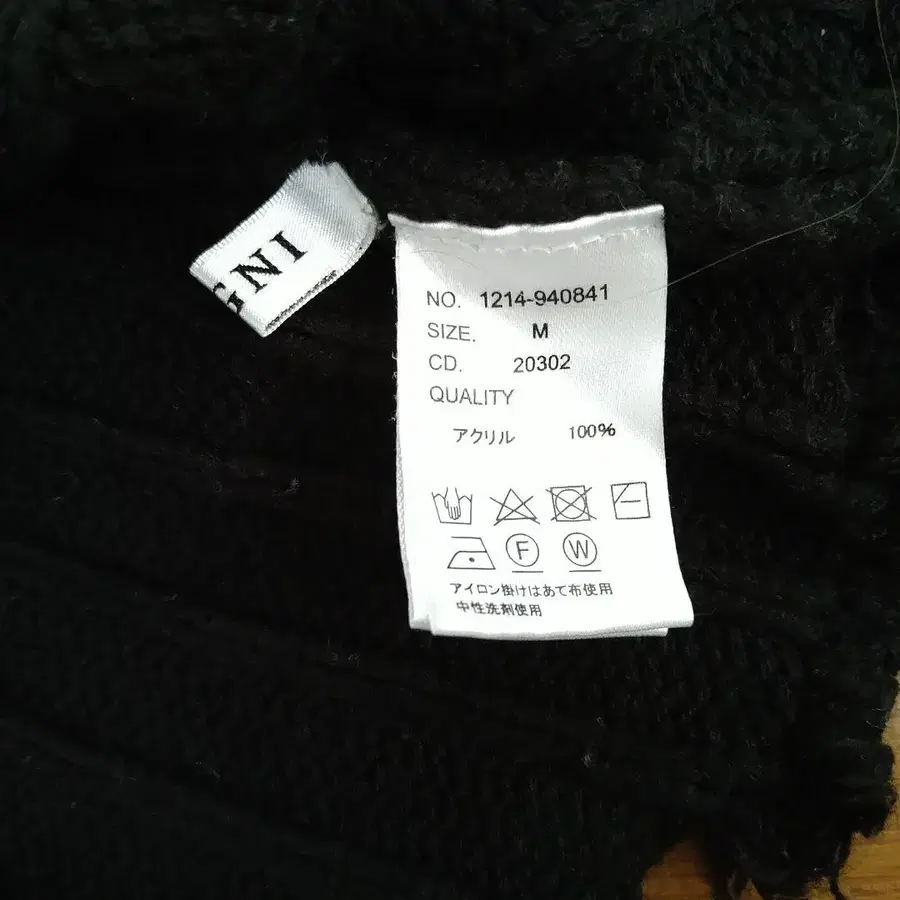 GNI
NO. 1214-940841
SIZE. M
CD. 20302
QUALITY
アクリル 100%
F W
アイロン掛けはあて布使用
中性洗剤使用